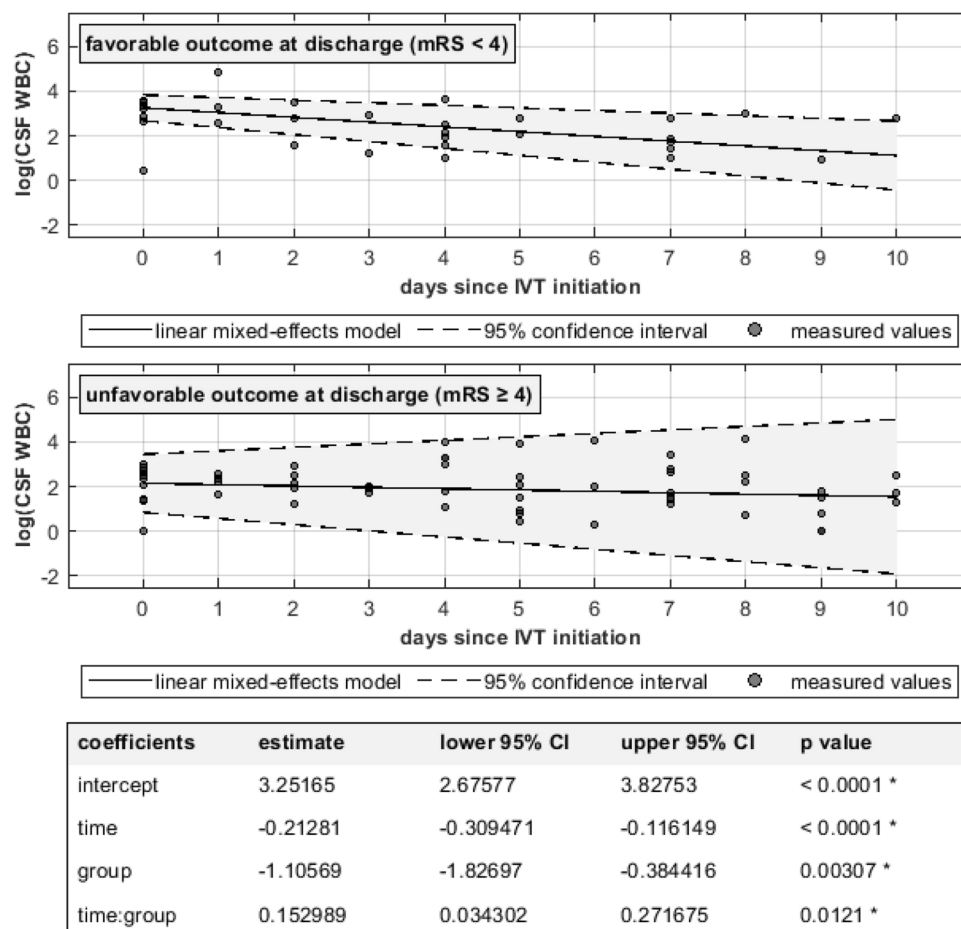 favorable outcome at discharge (mRS < 4)
log(CSF WBC)
6
4
2
0
-2
0 1 2 3 4 5 6 7 8 9 10
days since IVT initiation
linear mixed-effects model 95% confidence interval measured values
unfavorable outcome at discharge (mRS ≥ 4)
log(CSF WBC)
6
4
2
0
-2
0 1 2 3 4 5 6 7 8 9 10
days since IVT initiation
linear mixed-effects model 95% confidence interval measured values
coefficients estimate lower 95% CI upper 95% CI p value
intercept 3.25165 2.67577 3.82753 < 0.0001 *
time -0.21281 -0.309471 -0.116149 < 0.0001 *
group -1.10569 -1.82697 -0.384416 0.00307 *
time:group 0.152989 0.034302 0.271675 0.0121 *